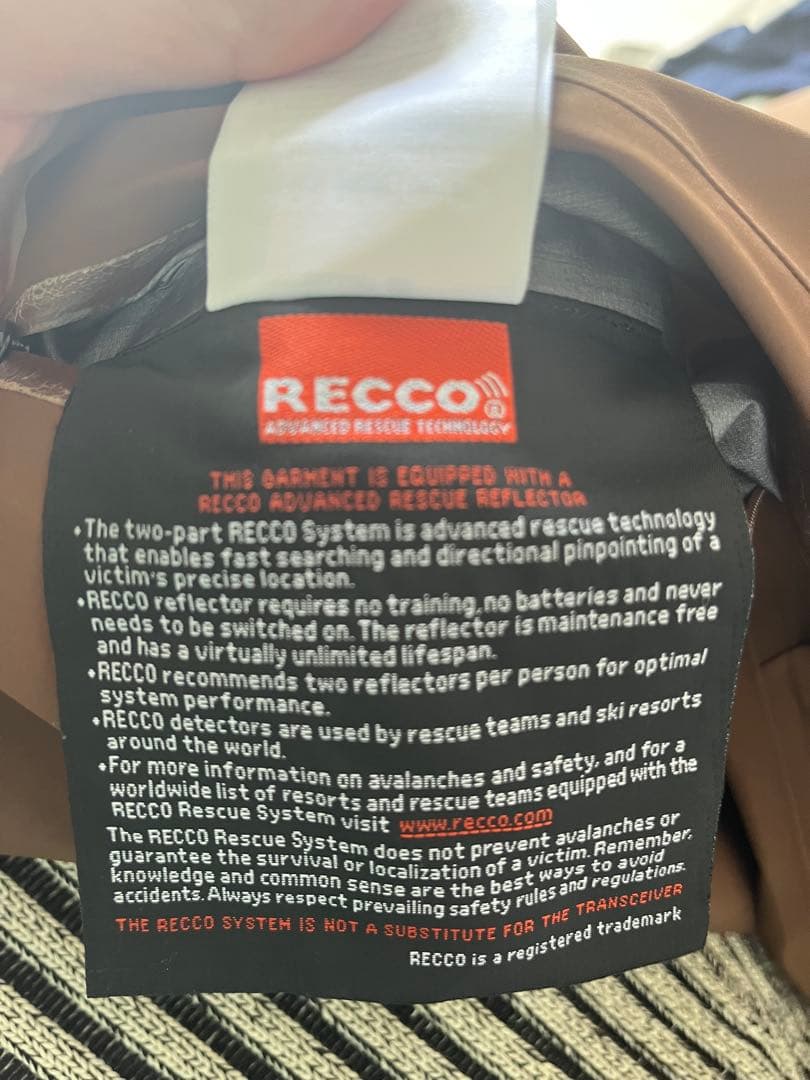 RECCO®
ADVANCED RESCUE TECHNOLOGY
THIS GARMENT IS EQUIPPED WITH A
RECCO ADVANCED RESCUE REFLECTOR
•The two-part RECCO System is advanced rescue technology
that enables fast searching and directional pinpointing of a
victim's precise location.
•RECCO reflector requires no training, no batteries and never
needs to be switched on. The reflector is maintenance free
and has a virtually unlimited lifespan.
•RECCO recommends two reflectors per person for optimal
system performance.
•RECCO detectors are used by rescue teams and ski resorts
around the world.
•For more information on avalanches and safety, and for a
worldwide list of resorts and rescue teams equipped with the
RECCO Rescue System visit www.recco.com
The RECCO Rescue System does not prevent avalanches or
guarantee the survival or localization of a victim. Remember,
knowledge and common sense are the best ways to avoid
accidents. Always respect prevailing safety rules and regulations.
THE RECCO SYSTEM IS NOT A SUBSTITUTE FOR THE TRANSCEIVER
RECCO is a registered trademark